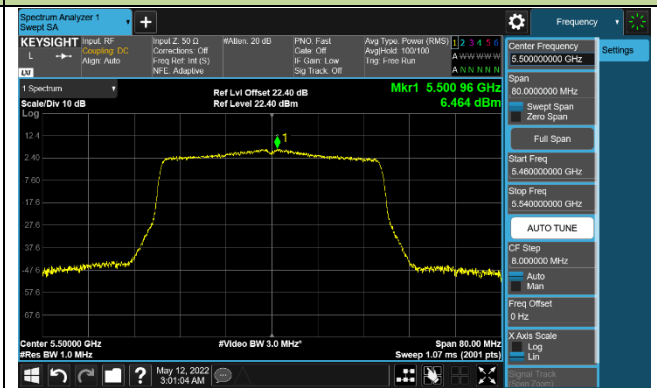 Spectrum Analyzer 1
Swept SA
+
Frequency
KEYSIGHT
Input: RF
Coupling: DC
Align: Auto
Input Z: 50 Ω
Corrections: Off
Freq Ref: Int (S)
NFE: Adaptive
#Atten: 20 dB
PNO: Fast
Gate: Off
IF Gain: Low
Sig Track: Off
Avg Type: Power (RMS)
Avg|Hold: 100/100
Trig: Free Run
1 2 3 4 5 6
A WW W W W
A N N N N N
L
LXI
Center Frequency
5.500000000 GHz
Settings
Span
80.0000000 MHz
Swept Span
Zero Span
Full Span
Start Freq
5.460000000 GHz
Stop Freq
5.540000000 GHz
AUTO TUNE
CF Step
8.000000 MHz
Auto
Man
Freq Offset
0 Hz
X Axis Scale
Log
Lin
Signal Track
(Span Zoom)
1 Spectrum
Scale/Div 10 dB
Log
Ref Lvl Offset 22.40 dB
Ref Level 22.40 dBm
Mkr1 5.500 96 GHz
6.464 dBm
1
12.4
2.40
-7.60
-17.6
-27.6
-37.6
-47.6
-57.6
-67.6
Center 5.50000 GHz
#Res BW 1.0 MHz
#Video BW 3.0 MHz*
Span 80.00 MHz
Sweep 1.07 ms (2001 pts)
?
May 12, 2022
3:01:04 AM